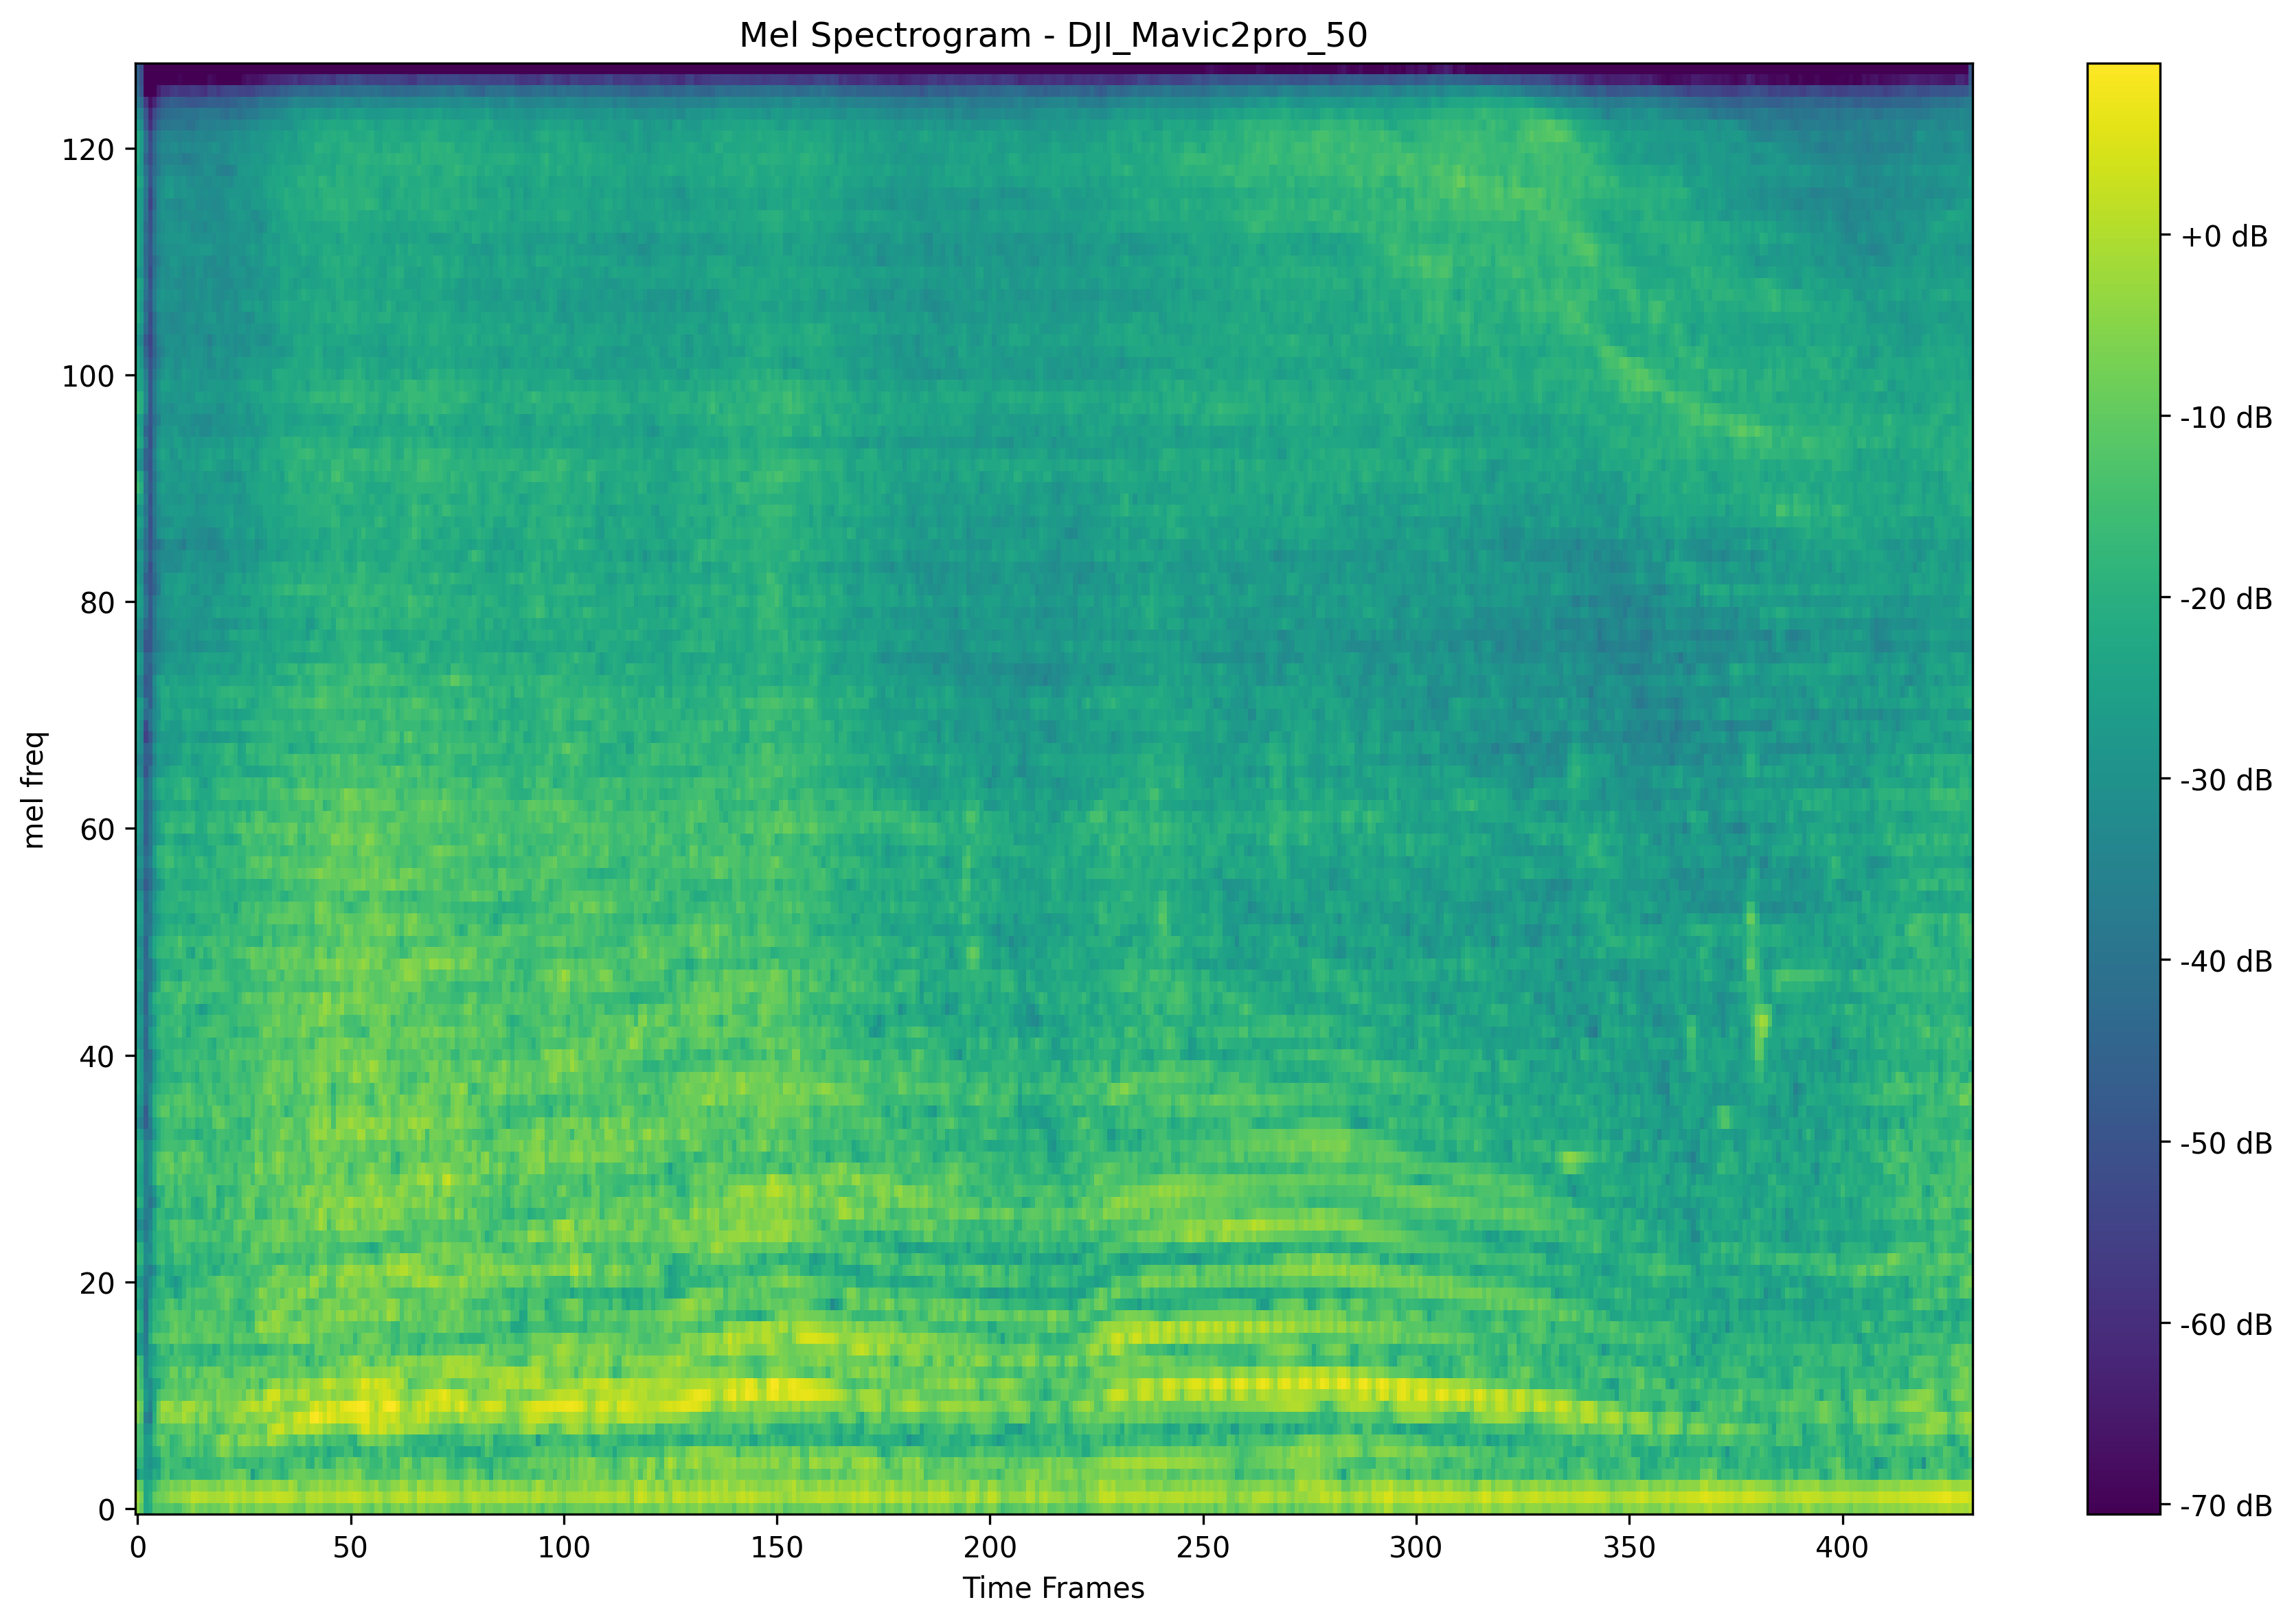 Mel Spectrogram - DJI_Mavic2pro_50
mel freq
120
100
80
60
40
20
0
0 50 100 150 200 250 300 350 400
Time Frames
+0 dB
-10 dB
-20 dB
-30 dB
-40 dB
-50 dB
-60 dB
-70 dB